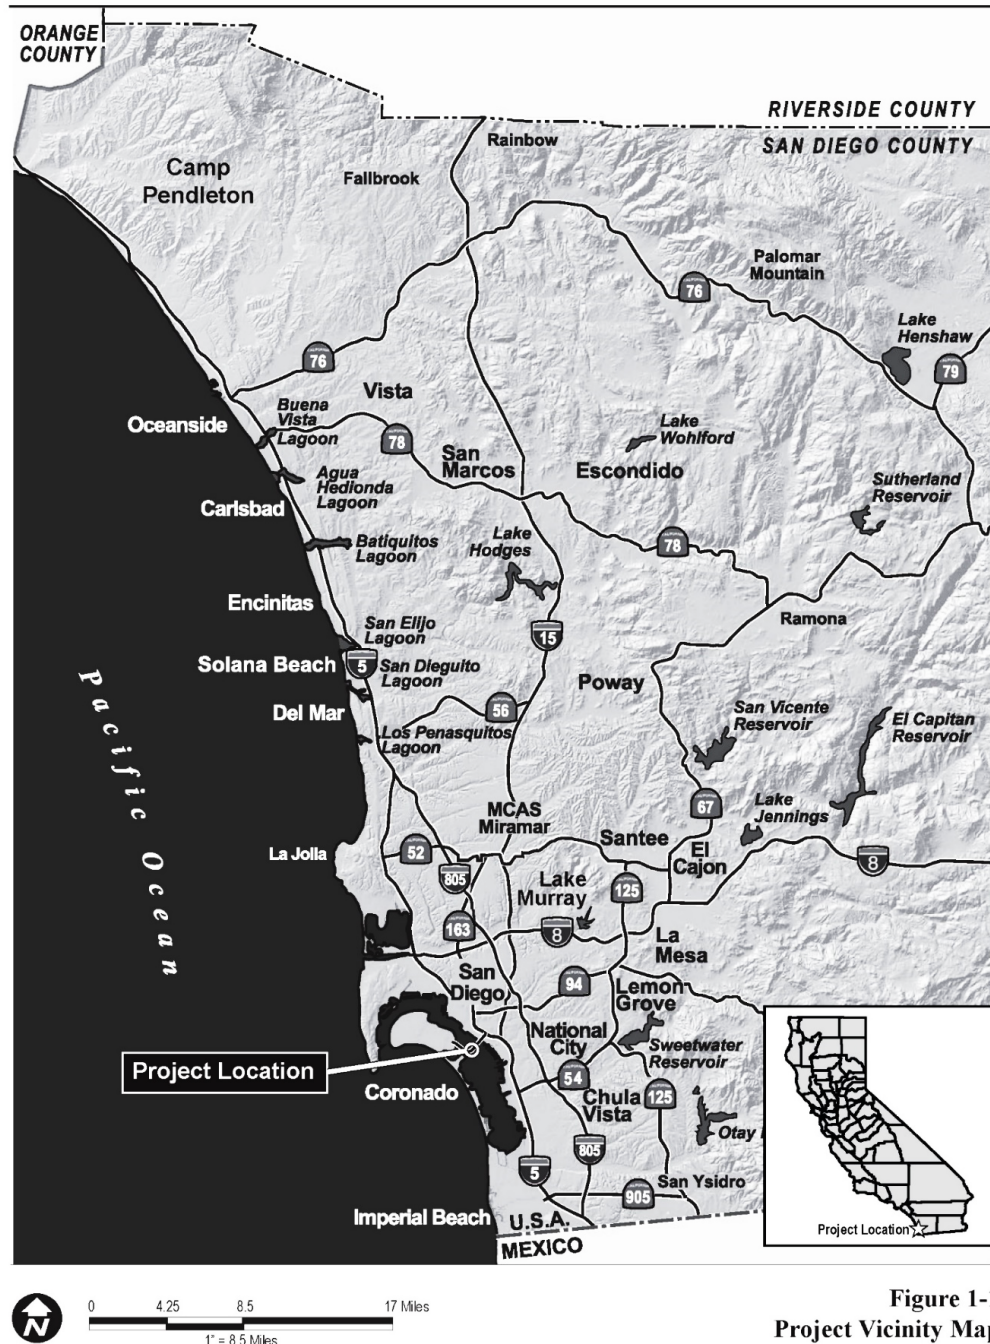 ORANGE
COUNTY
RIVERSIDE COUNTY
SAN DIEGO COUNTY
Rainbow
Camp
Pendleton
Fallbrook
Palomar
Mountain
76
Lake
Henshaw
76
79
Vista
Buena
Vista
Lagoon
Oceanside
78
Lake
Wohlford
San
Marcos
Escondido
Agua
Hedionda
Lagoon
Sutherland
Reservoir
Carlsbad
Batiquitos
Lagoon
Lake
Hodges
78
Encinitas
San Elijo
Lagoon
15
Ramona
Solana Beach
5
San Dieguito
Lagoon
Poway
Del Mar
56
San Vicente
Reservoir
El Capitan
Reservoir
Los Penasquitos
Lagoon
Pacific Ocean
MCAS
Miramar
67
Lake
Jennings
Santee
La Jolla
52
El
Cajon
8
805
Lake
Murray
125
163
8
La
Mesa
San
Diego
94
Lemon
Grove
National
City
Sweetwater
Reservoir
Project Location
Coronado
54
Chula
Vista
125
Otay
805
5
San Ysidro
905
Imperial Beach
U.S.A.
MEXICO
Project Location
N
0 4.25 8.5 17 Miles
1" = 8.5 Miles
Figure 1-
Project Vicinity Map